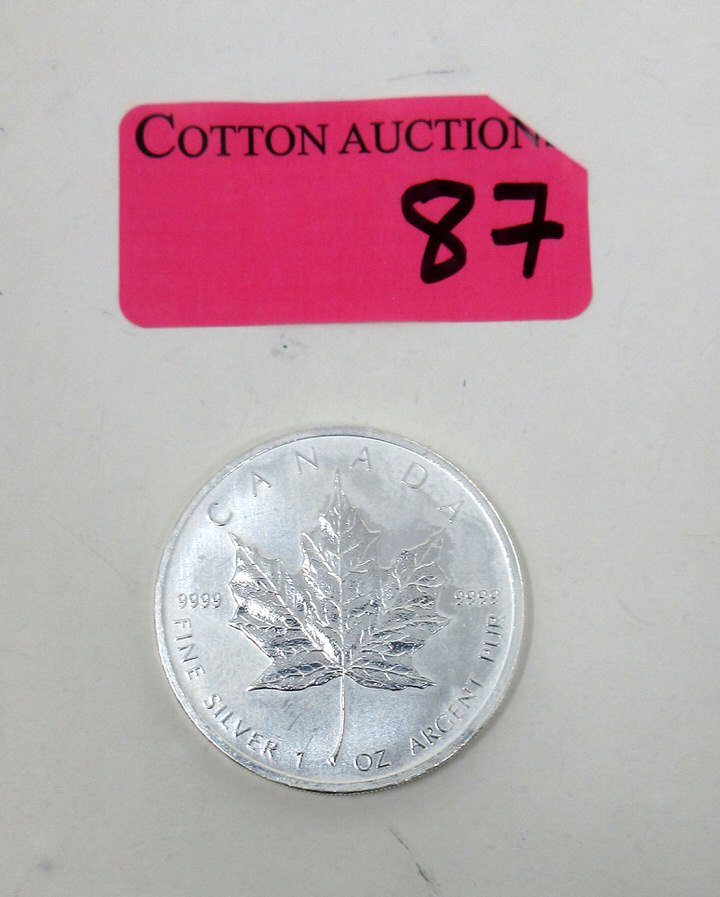 COTTON AUCTION
87
CANADA
9999 9999
FINE SILVER 1 OZ ARGENT PUR